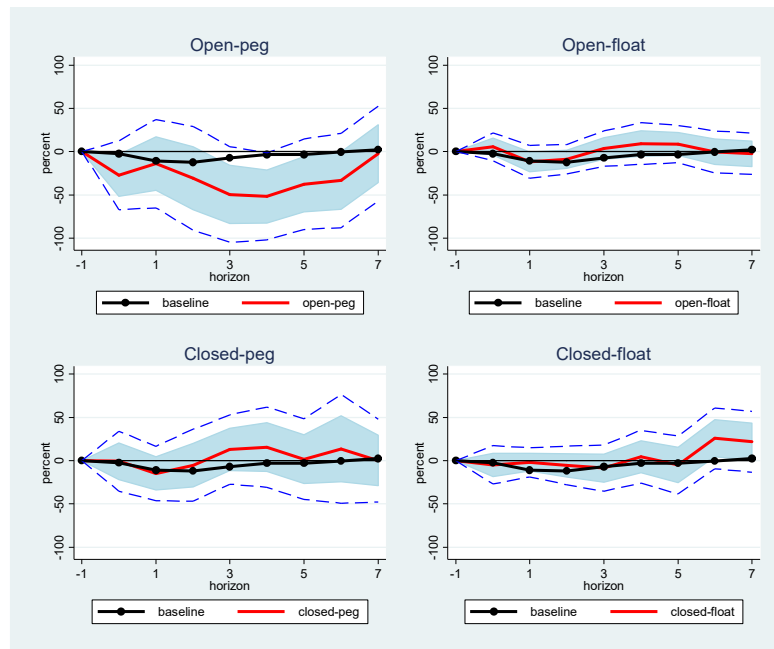 Open-peg
100
50
0
-50
-100
percent
-1 1 3 5 7
horizon
baseline open-peg
Open-float
100
50
0
-50
-100
percent
-1 1 3 5 7
horizon
baseline open-float
Closed-peg
100
50
0
-50
-100
percent
-1 1 3 5 7
horizon
baseline closed-peg
Closed-float
100
50
0
-50
-100
percent
-1 1 3 5 7
horizon
baseline closed-float